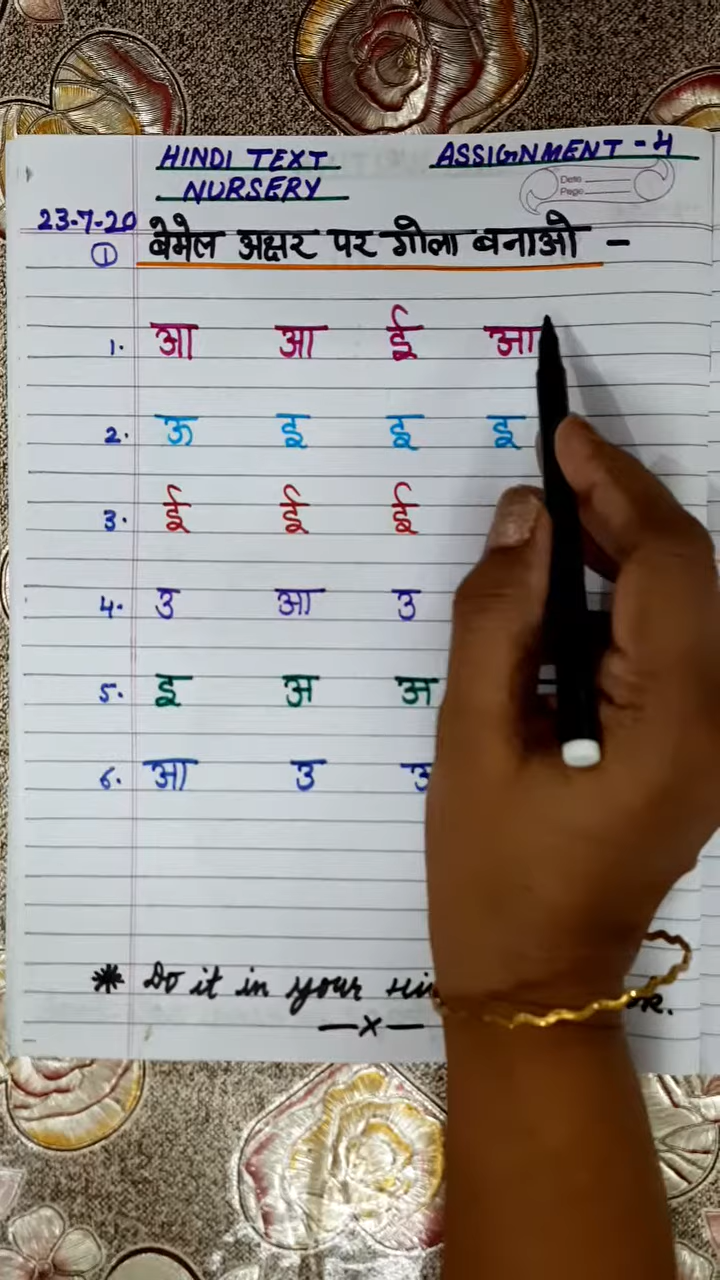 HINDI TEXT ASSIGNMENT - 4
NURSERY
Date
Page
23-7-20
① बेमेल अक्षर पर गोला बनाओ -
1. आ आ ई आ
2. ऊ इ इ इ
3. ई ई ई
4. उ आ उ
5. इ अ अ
6. आ उ उ
* Do it in your
—x—